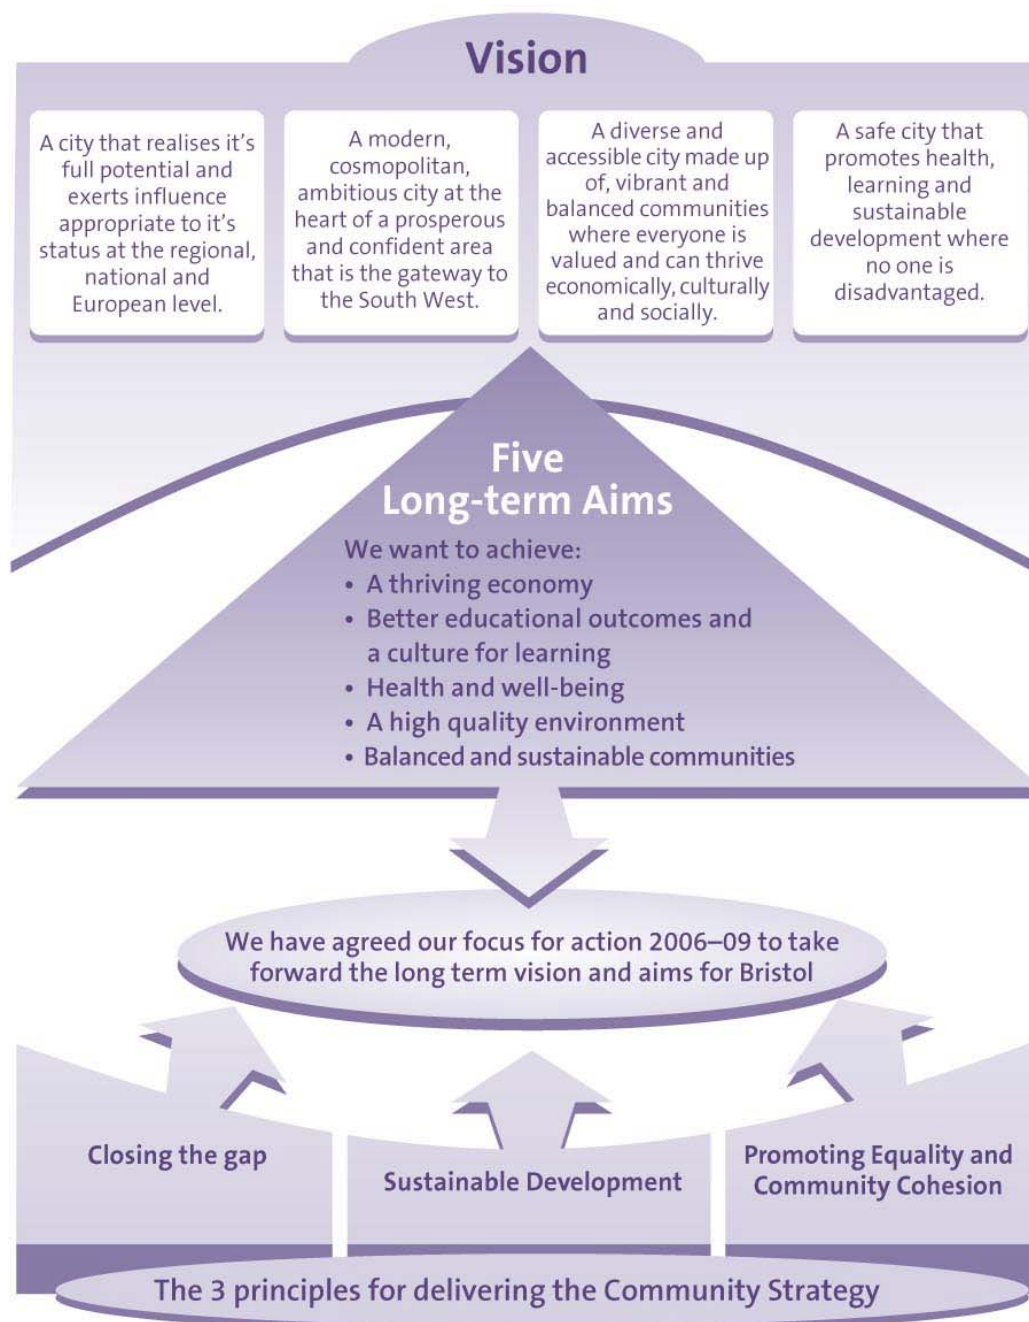 Vision
A city that realises it's
full potential and
exerts influence
appropriate to it's
status at the regional,
national and
European level.
A modern,
cosmopolitan,
ambitious city at the
heart of a prosperous
and confident area
that is the gateway to
the South West.
A diverse and
accessible city made up
of, vibrant and
balanced communities
where everyone is
valued and can thrive
economically, culturally
and socially.
A safe city that
promotes health,
learning and
sustainable
development where
no one is
disadvantaged.
Five
Long-term Aims
We want to achieve:
• A thriving economy
• Better educational outcomes and
a culture for learning
• Health and well-being
• A high quality environment
• Balanced and sustainable communities
We have agreed our focus for action 2006–09 to take
forward the long term vision and aims for Bristol
Closing the gap
Sustainable Development
Promoting Equality and
Community Cohesion
The 3 principles for delivering the Community Strategy